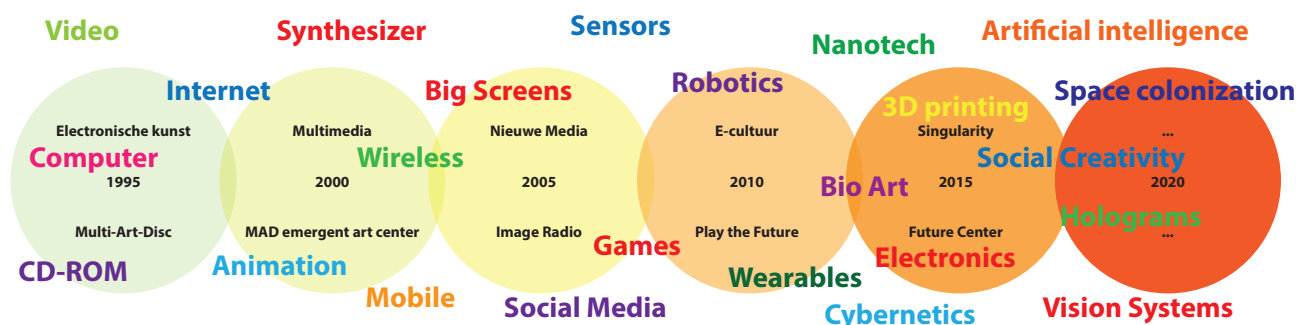 Video
Synthesizer
Sensors
Nanotech
Artificial intelligence
Internet
Big Screens
Robotics
3D printing
Space colonization
Electronische kunst
Multimedia
Nieuwe Media
E-cultuur
Singularity
...
Computer
Wireless
Social Creativity
1995
2000
2005
2010
Bio Art
2015
2020
Holograms
Multi-Art-Disc
MAD emergent art center
Image Radio
Play the Future
Future Center
...
Games
Electronics
CD-ROM
Animation
Wearables
Mobile
Social Media
Cybernetics
Vision Systems